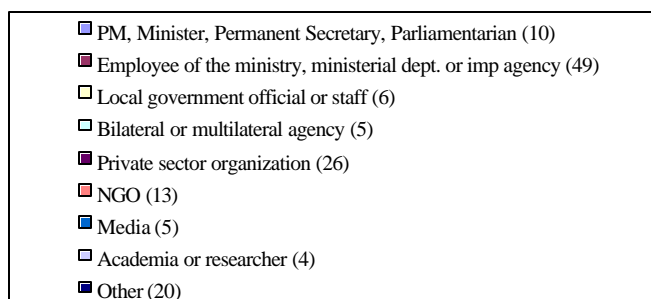 PM, Minister, Permanent Secretary, Parliamentarian (10)
Employee of the ministry, ministerial dept. or imp agency (49)
Local government official or staff (6)
Bilateral or multilateral agency (5)
Private sector organization (26)
NGO (13)
Media (5)
Academia or researcher (4)
Other (20)